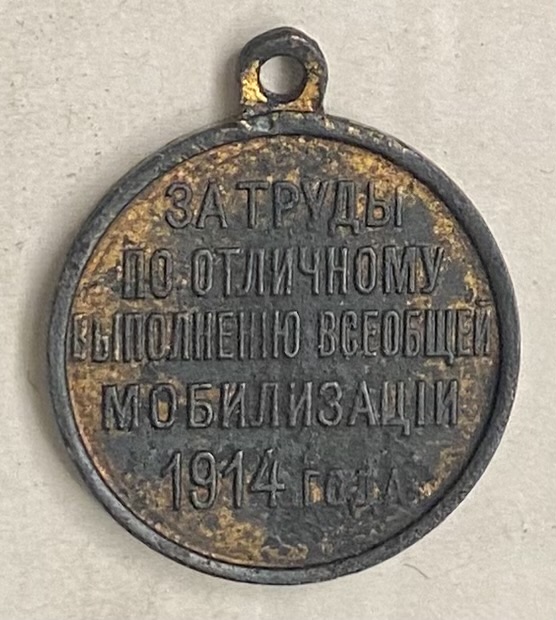 ЗА ТРУДЫ
ПО ОТЛИЧНОМУ
ВЫПОЛНЕНІЮ ВСЕОБЩЕЙ
МОБИЛИЗАЦІИ
1914 ГОДА.